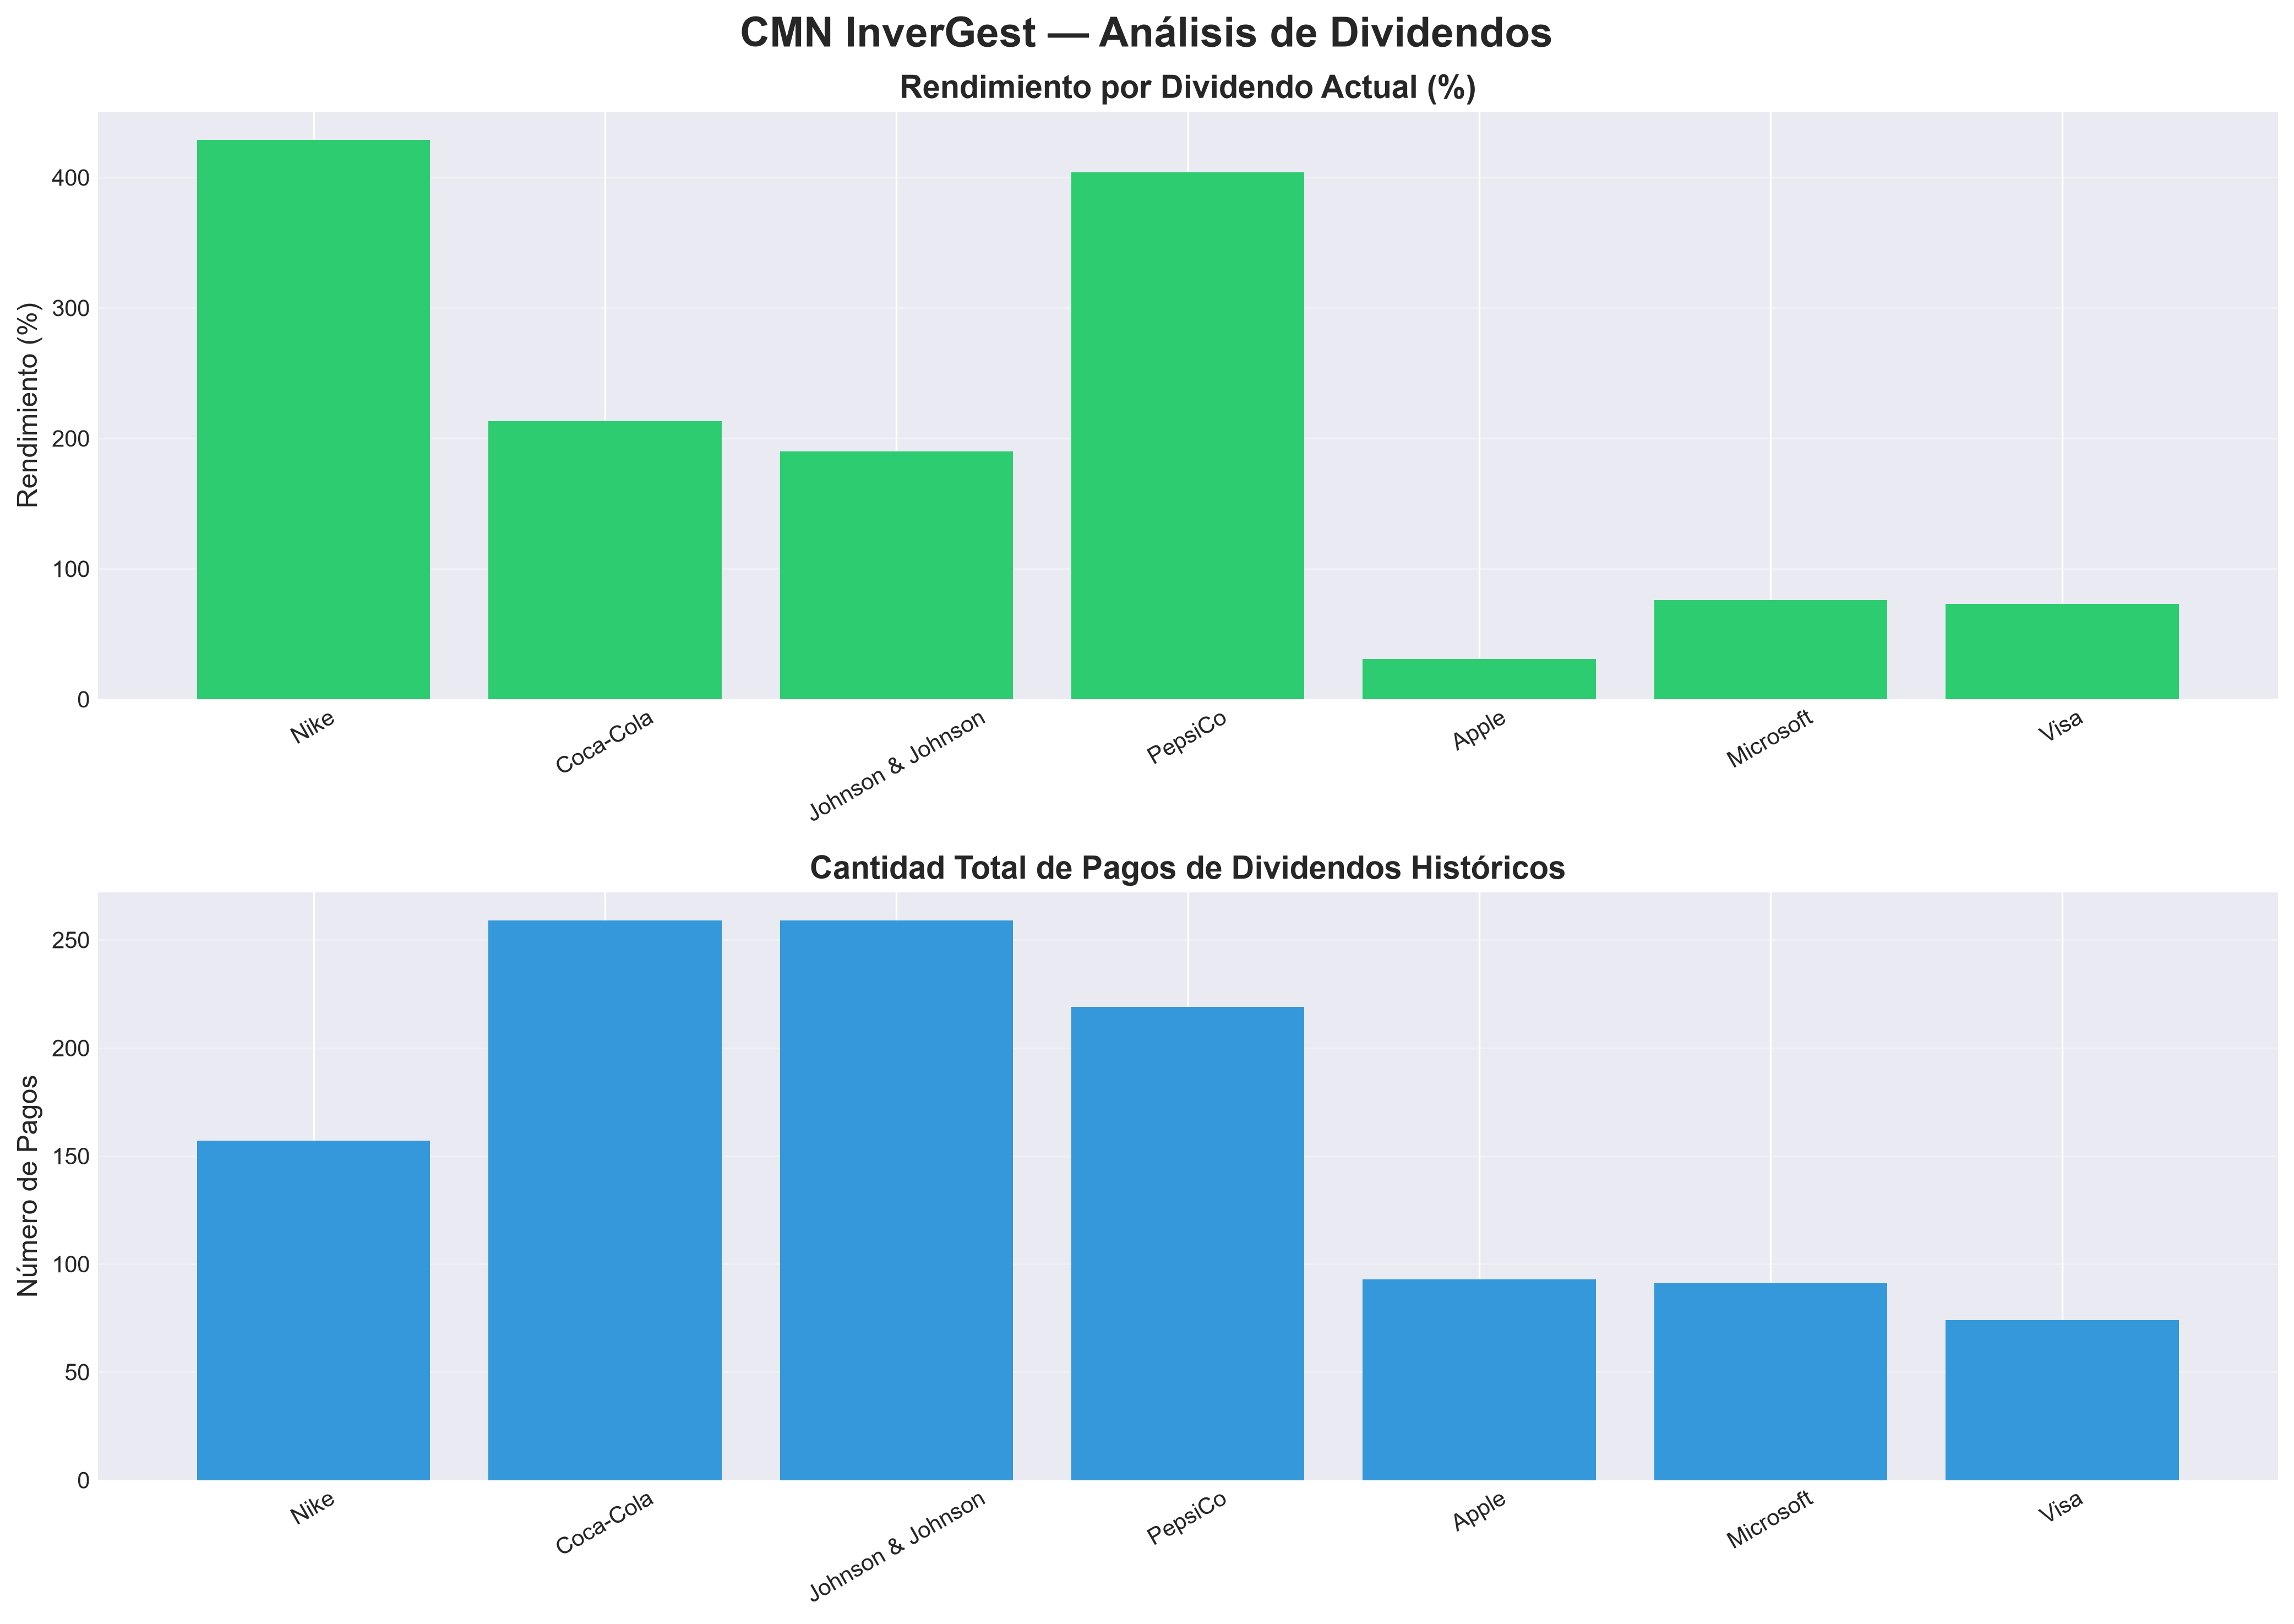 CMN InverGest — Análisis de Dividendos
Rendimiento por Dividendo Actual (%)
Rendimiento (%)
400
300
200
100
0
Nike
Coca-Cola
Johnson & Johnson
PepsiCo
Apple
Microsoft
Visa
Cantidad Total de Pagos de Dividendos Históricos
Número de Pagos
250
200
150
100
50
0
Nike
Coca-Cola
Johnson & Johnson
PepsiCo
Apple
Microsoft
Visa